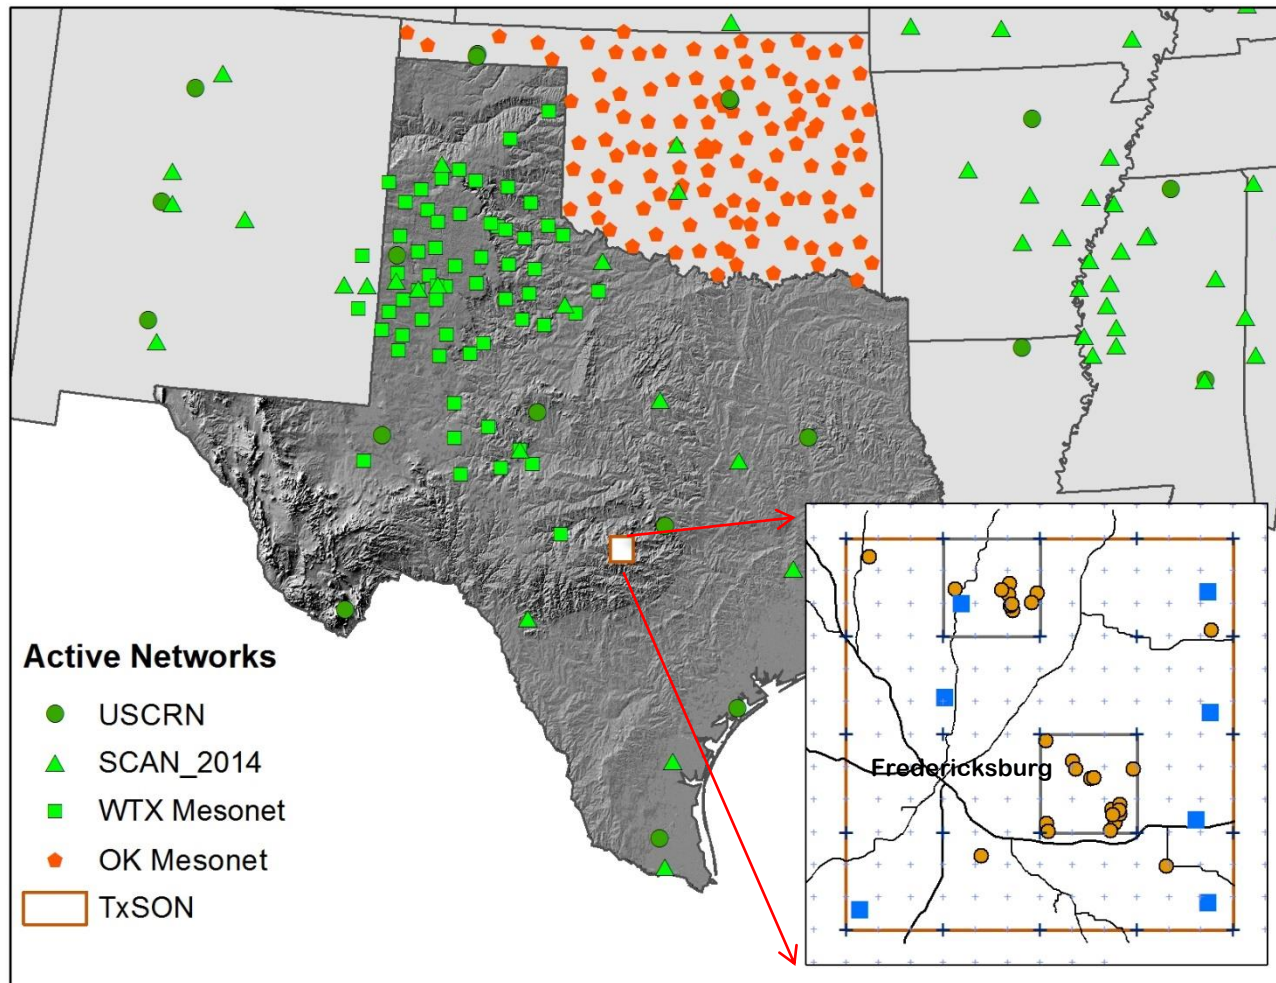 Active Networks
USCRN
SCAN_2014
WTX Mesonet
OK Mesonet
TxSON
Fredericksburg